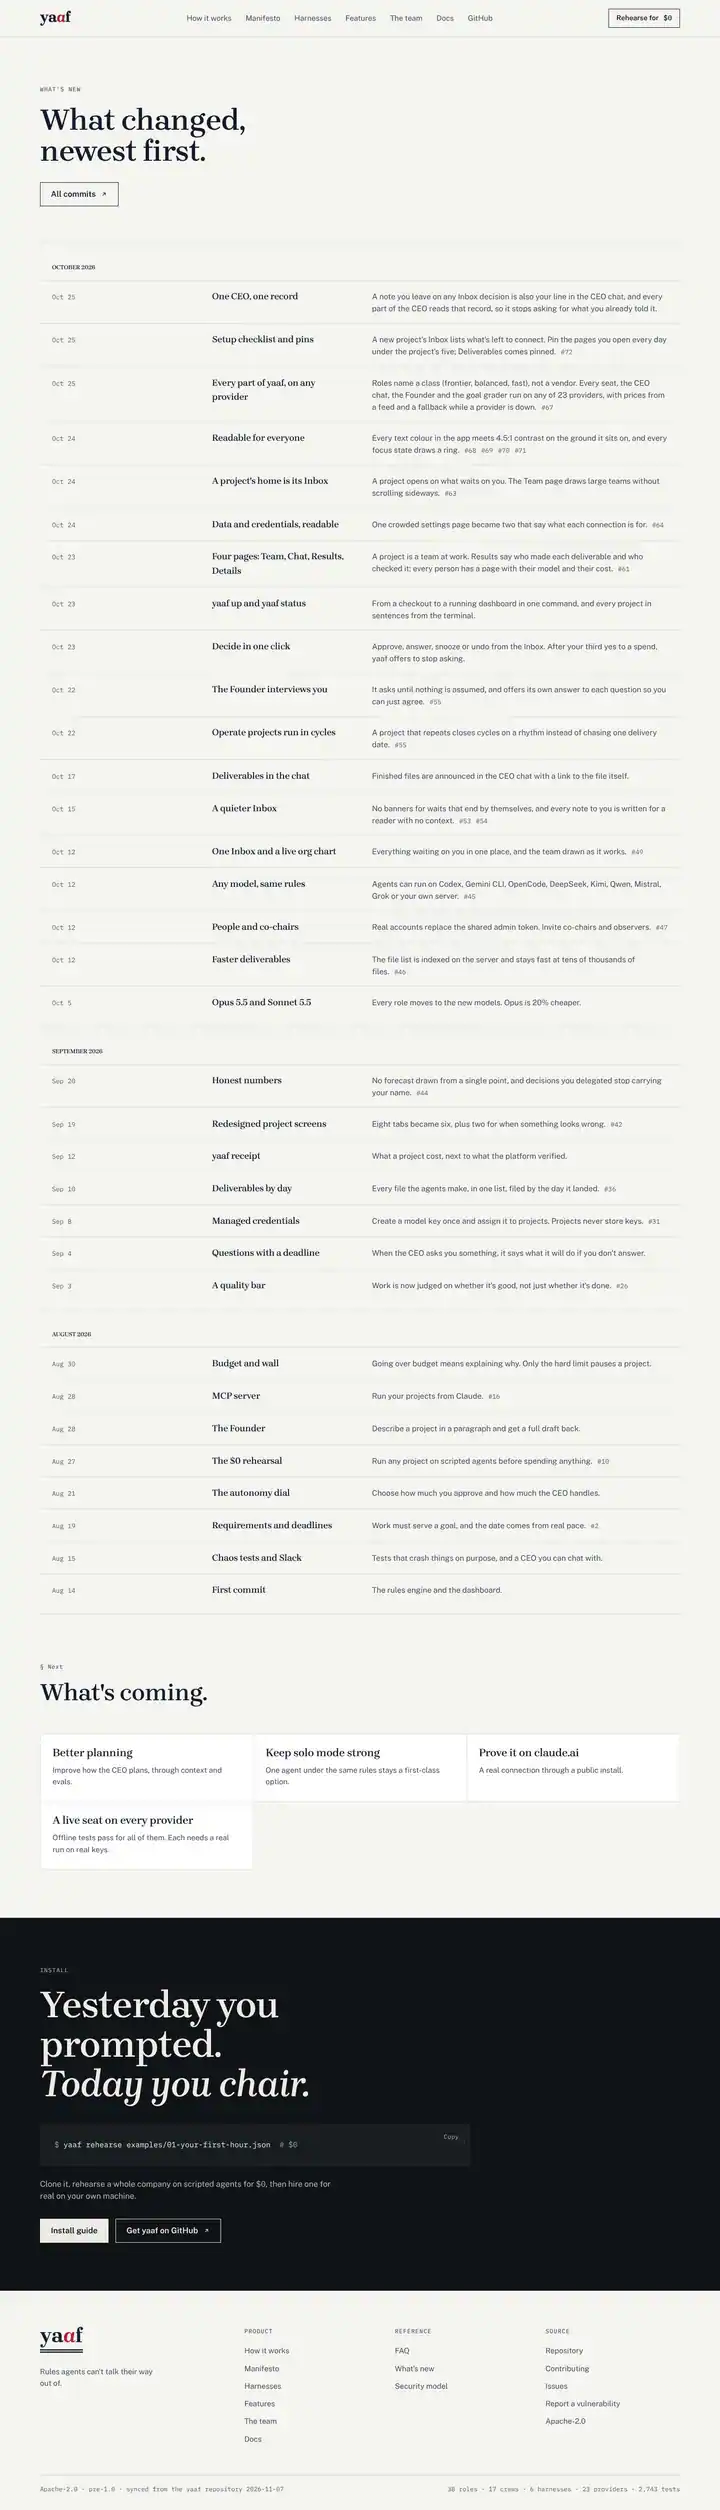 yaaf
How it works Manifesto Harnesses Features The team Docs GitHub
Rehearse for $0
WHAT'S NEW
What changed,
newest first.
All commits ↗
OCTOBER 2026
Oct 25 One CEO, one record A note you leave on any Inbox decision is also your line in the CEO chat, and every
part of the CEO reads that record, so it stops asking for what you already told it.
Oct 25 Setup checklist and pins A new project's Inbox lists what's left to connect. Pin the pages you open every day
under the project's five; Deliverables comes pinned. #72
Oct 25 Every part of yaaf, on any Roles name a class (frontier, balanced, fast), not a vendor. Every seat, the CEO
provider chat, the Founder and the goal grader run on any of 23 providers, with prices from
a feed and a fallback while a provider is down. #67
Oct 24 Readable for everyone Every text colour in the app meets 4.5:1 contrast on the ground it sits on, and every
focus state draws a ring. #68 #69 #70 #71
Oct 24 A project's home is its Inbox A project opens on what waits on you. The Team page draws large teams without
scrolling sideways. #63
Oct 24 Data and credentials, readable One crowded settings page became two that say what each connection is for. #64
Oct 23 Four pages: Team, Chat, Results, A project is a team at work. Results say who made each deliverable and who
Details checked it; every person has a page with their model and their cost. #61
Oct 23 yaaf up and yaaf status From a checkout to a running dashboard in one command, and every project in
sentences from the terminal.
Oct 23 Decide in one click Approve, answer, snooze or undo from the Inbox. After your third yes to a spend,
yaaf offers to stop asking.
Oct 22 The Founder interviews you It asks until nothing is assumed, and offers its own answer to each question so you
can just agree. #55
Oct 22 Operate projects run in cycles A project that repeats closes cycles on a rhythm instead of chasing one delivery
date. #55
Oct 17 Deliverables in the chat Finished files are announced in the CEO chat with a link to the file itself.
Oct 15 A quieter Inbox No banners for waits that end by themselves, and every note to you is written for a
reader with no context. #53 #54
Oct 12 One Inbox and a live org chart Everything waiting on you in one place, and the team drawn as it works. #49
Oct 12 Any model, same rules Agents can run on Codex, Gemini CLI, OpenCode, DeepSeek, Kimi, Qwen, Mistral,
Grok or your own server. #45
Oct 12 People and co-chairs Real accounts replace the shared admin token. Invite co-chairs and observers. #47
Oct 12 Faster deliverables The file list is indexed on the server and stays fast at tens of thousands of
files. #46
Oct 5 Opus 5.5 and Sonnet 5.5 Every role moves to the new models. Opus is 20% cheaper.
SEPTEMBER 2026
Sep 20 Honest numbers No forecast drawn from a single point, and decisions you delegated stop carrying
your name. #44
Sep 19 Redesigned project screens Eight tabs became six, plus two for when something looks wrong. #42
Sep 12 yaaf receipt What a project cost, next to what the platform verified.
Sep 10 Deliverables by day Every file the agents make, in one list, filed by the day it landed. #36
Sep 8 Managed credentials Create a model key once and assign it to projects. Projects never store keys. #31
Sep 4 Questions with a deadline When the CEO asks you something, it says what it will do if you don't answer.
Sep 3 A quality bar Work is now judged on whether it's good, not just whether it's done. #26
AUGUST 2026
Aug 30 Budget and wall Going over budget means explaining why. Only the hard limit pauses a project.
Aug 28 MCP server Run your projects from Claude. #16
Aug 28 The Founder Describe a project in a paragraph and get a full draft back.
Aug 27 The $0 rehearsal Run any project on scripted agents before spending anything. #10
Aug 21 The autonomy dial Choose how much you approve and how much the CEO handles.
Aug 19 Requirements and deadlines Work must serve a goal, and the date comes from real pace. #2
Aug 15 Chaos tests and Slack Tests that crash things on purpose, and a CEO you can chat with.
Aug 14 First commit The rules engine and the dashboard.
§ Next
What's coming.
Better planning
Improve how the CEO plans, through context and
evals.
Keep solo mode strong
One agent under the same rules stays a first-class
option.
Prove it on claude.ai
A real connection through a public install.
A live seat on every provider
Offline tests pass for all of them. Each needs a real
run on real keys.
INSTALL
Yesterday you
prompted.
Today you chair.
Copy
$ yaaf rehearse examples/01-your-first-hour.json # $0
Clone it, rehearse a whole company on scripted agents for $0, then hire one for
real on your own machine.
Install guide
Get yaaf on GitHub ↗
yaaf
Rules agents can't talk their way
out of.
PRODUCT
How it works
Manifesto
Harnesses
Features
The team
Docs
REFERENCE
FAQ
What's new
Security model
SOURCE
Repository
Contributing
Issues
Report a vulnerability
Apache-2.0
Apache-2.0 · pre-1.0 · synced from the yaaf repository 2026-11-07
38 roles · 17 crews · 6 harnesses · 23 providers · 2,743 tests